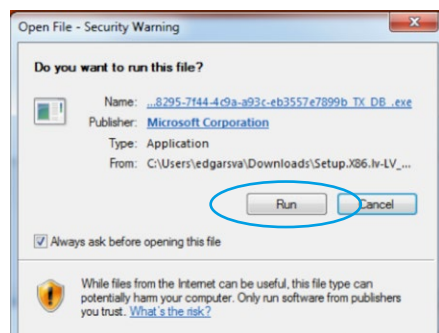 Open File - Security Warning
Do you want to run this file?
Name: ...8295-7f44-4c9a-a93c-eb3557e7899b_TX_DB_.exe
Publisher: Microsoft Corporation
Type: Application
From: C:\Users\edgarsva\Downloads\Setup.X86.lv-LV_...
Run Cancel
Always ask before opening this file
While files from the Internet can be useful, this file type can
potentially harm your computer. Only run software from publishers
you trust. What's the risk?